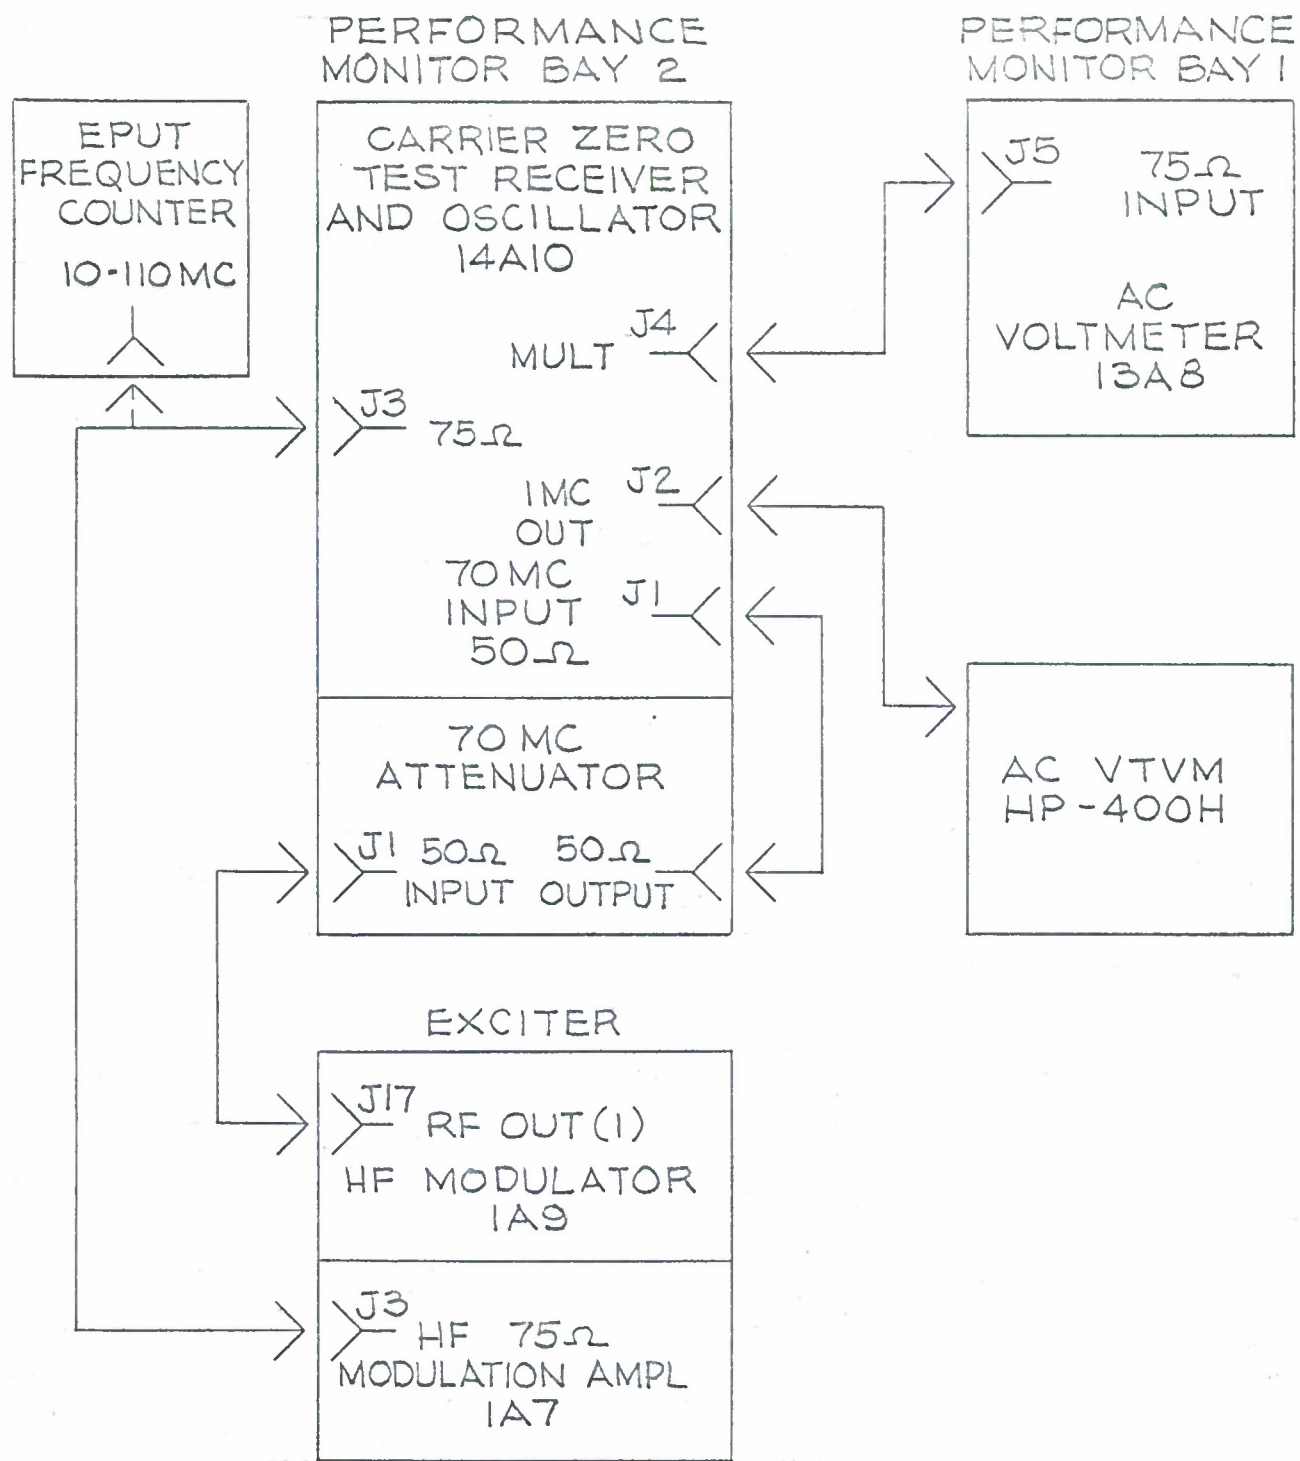 PERFORMANCE
MONITOR BAY 2
PERFORMANCE
MONITOR BAY 1
EPUT
FREQUENCY
COUNTER
10-110MC
CARRIER ZERO
TEST RECEIVER
AND OSCILLATOR
14A10
MULT J4
J3
75Ω
1MC J2
OUT
70MC
INPUT J1
50Ω
J5 75Ω
INPUT
AC
VOLTMETER
13A8
70 MC
ATTENUATOR
J1 50Ω 50Ω
INPUT OUTPUT
AC VTVM
HP-400H
EXCITER
J17 RF OUT(1)
HF MODULATOR
1A9
J3 HF 75Ω
MODULATION AMPL
1A7